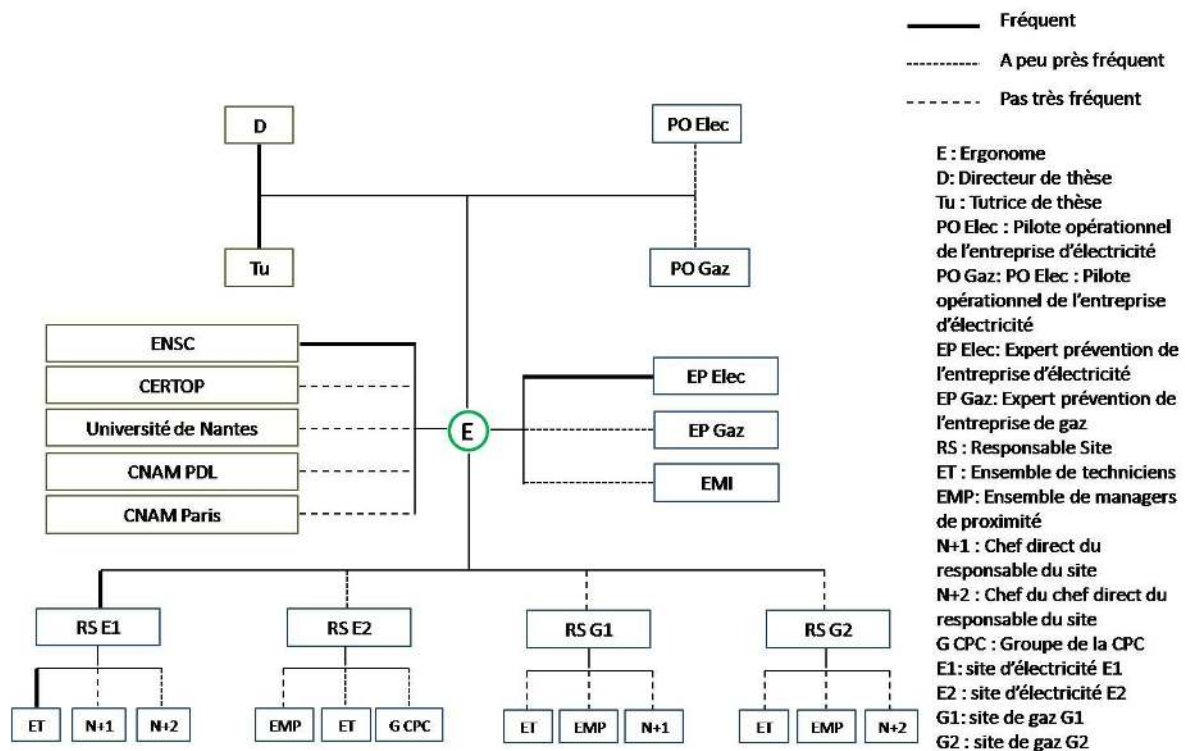 Fréquent
A peu près fréquent
Pas très fréquent
D
PO Elec
Tu
PO Gaz
ENSC
CERTOP
Université de Nantes
CNAM PDL
CNAM Paris
E
EP Elec
EP Gaz
EMI
RS E1
RS E2
RS G1
RS G2
ET
N+1
N+2
EMP
ET
G CPC
ET
EMP
N+1
ET
EMP
N+2
E : Ergonome
D: Directeur de thèse
Tu : Tutrice de thèse
PO Elec : Pilote opérationnel
de l'entreprise d'électricité
PO Gaz: PO Elec : Pilote
opérationnel de l'entreprise
d'électricité
EP Elec: Expert prévention de
l'entreprise d'électricité
EP Gaz: Expert prévention de
l'entreprise de gaz
RS : Responsable Site
ET : Ensemble de techniciens
EMP: Ensemble de managers
de proximité
N+1 : Chef direct du
responsable du site
N+2 : Chef du chef direct du
responsable du site
G CPC : Groupe de la CPC
E1: site d'électricité E1
E2 : site d'électricité E2
G1: site de gaz G1
G2 : site de gaz G2